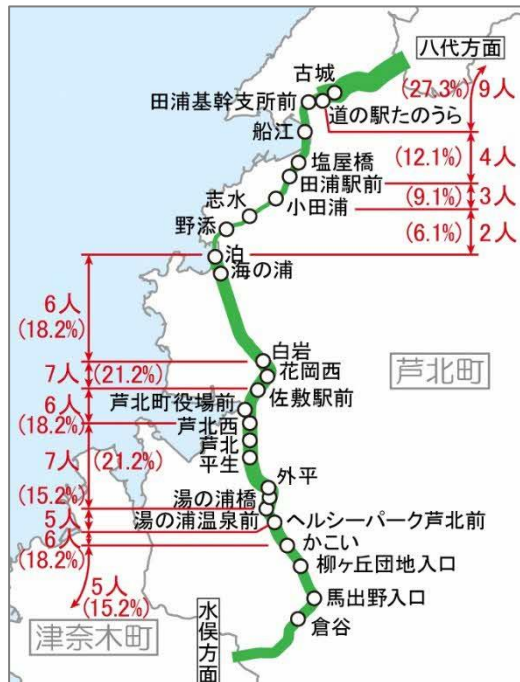 八代方面
古城
(27.3%) 9人
田浦基幹支所前
道の駅たのうら
船江
(12.1%) 4人
塩屋橋
田浦駅前
(9.1%) 3人
志水
小田浦
野添
(6.1%) 2人
泊
海の浦
6人
(18.2%)
白岩
7人 (21.2%)
花岡西
芦北町
6人
(18.2%)
佐敷駅前
芦北町役場前
芦北西
7人 (21.2%)
芦北
平生
外平
(15.2%)
5人
湯の浦橋
湯の浦温泉前
ヘルシーパーク芦北前
6人
(18.2%)
かこい
柳ヶ丘団地入口
5人
(15.2%)
馬出野入口
津奈木町
倉谷
水俣方面